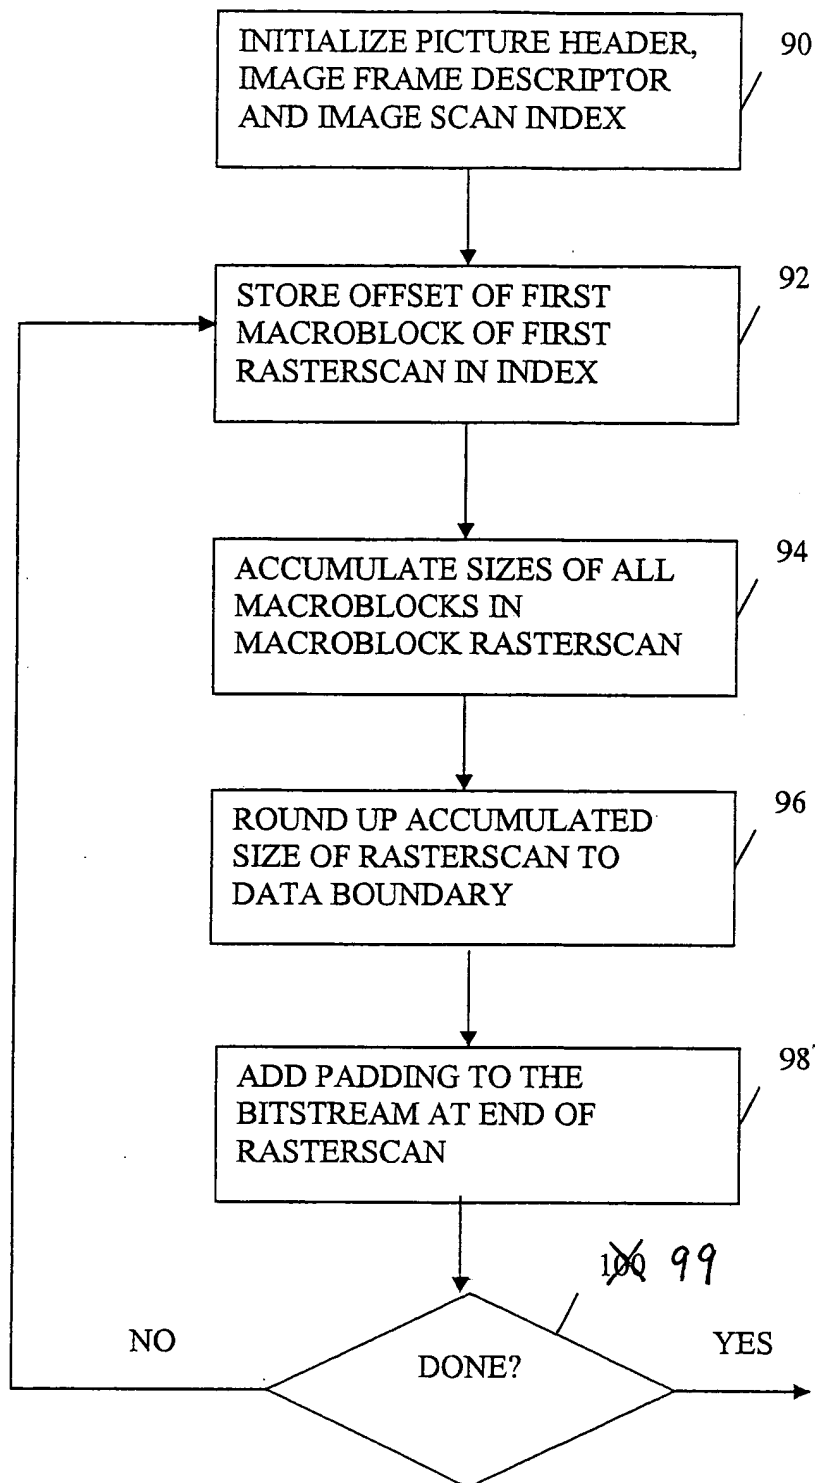 INITIALIZE PICTURE HEADER,
IMAGE FRAME DESCRIPTOR
AND IMAGE SCAN INDEX
90
STORE OFFSET OF FIRST
MACROBLOCK OF FIRST
RASTERSCAN IN INDEX
92
ACCUMULATE SIZES OF ALL
MACROBLOCKS IN
MACROBLOCK RASTERSCAN
94
ROUND UP ACCUMULATED
SIZE OF RASTERSCAN TO
DATA BOUNDARY
96
ADD PADDING TO THE
BITSTREAM AT END OF
RASTERSCAN
98
100 99
NO
DONE?
YES